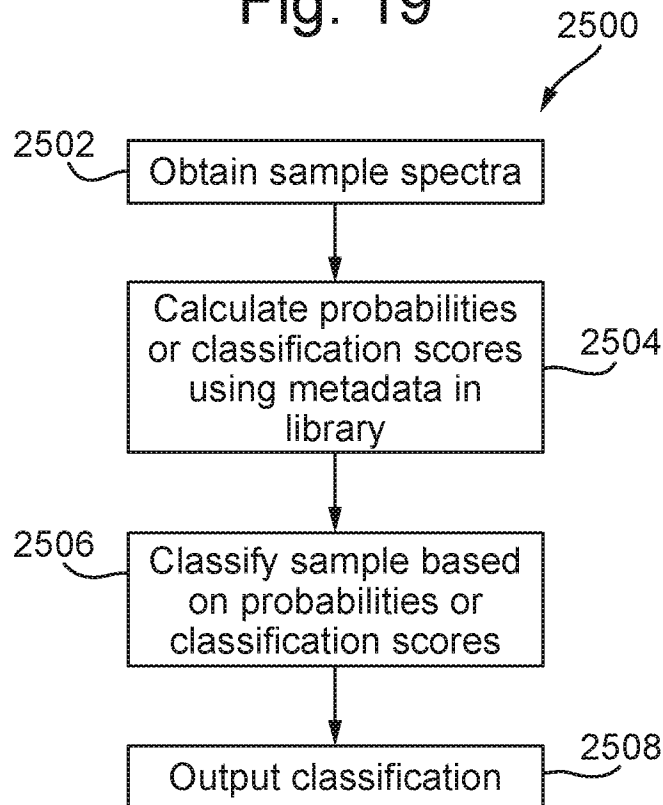 Fig. 19
2500
2502
Obtain sample spectra
Calculate probabilities
or classification scores
using metadata in
library
2504
2506
Classify sample based
on probabilities or
classification scores
Output classification
2508